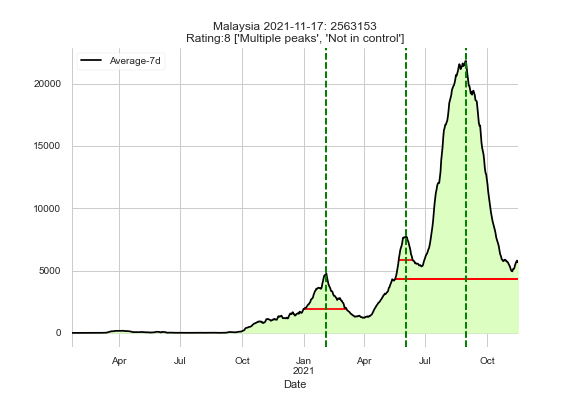 Malaysia 2021-11-17: 2563153
Rating:8 ['Multiple peaks', 'Not in control']
Average-7d
20000
15000
10000
5000
0
Apr Jul Oct Jan Apr Jul Oct
2021
Date